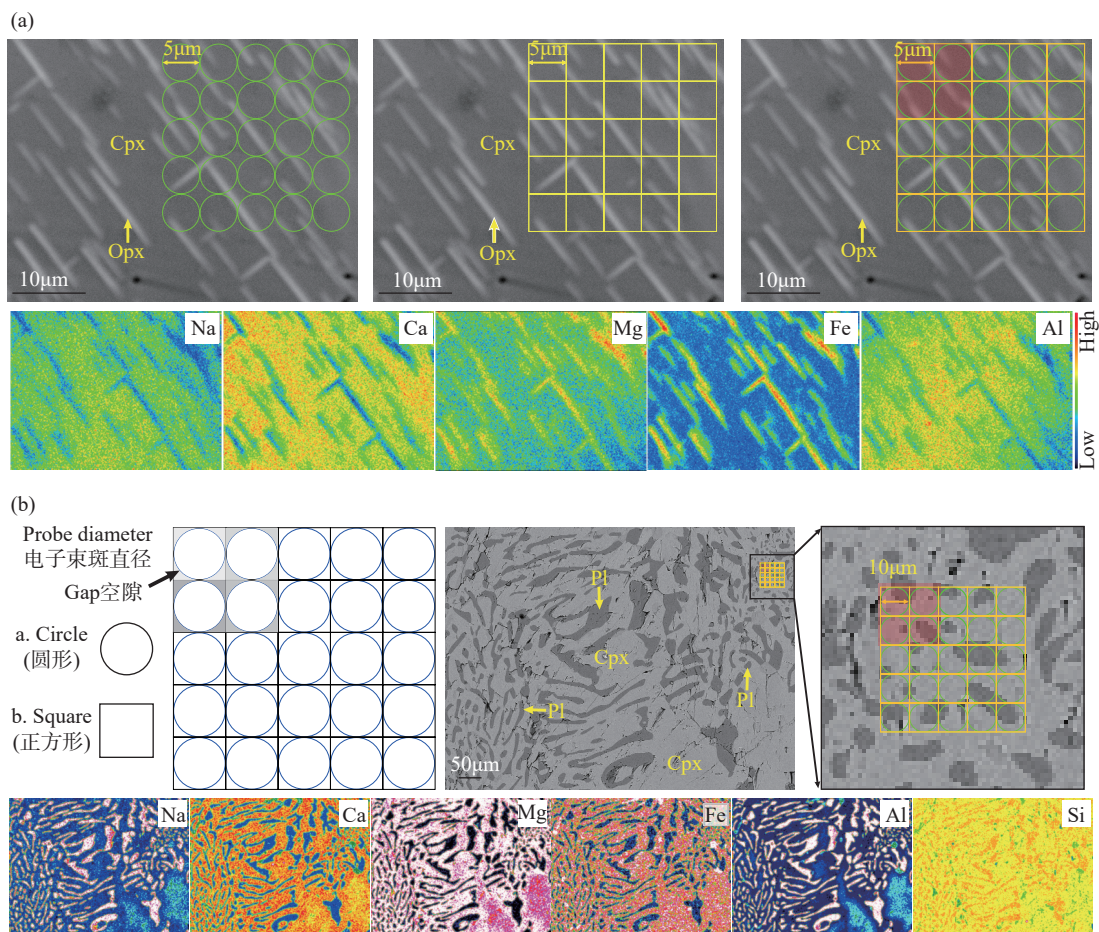 (a)
5μm
Cpx
Opx
10μm
5μm
Cpx
Opx
10μm
5μm
Cpx
Opx
10μm
Na
Ca
Mg
Fe
Al
High
Low
(b)
Probe diameter
电子束斑直径
Gap空隙
a. Circle
(圆形)
b. Square
(正方形)
Pl
Cpx
Pl
Pl
Cpx
50μm
10μm
Na
Ca
Mg
Fe
Al
Si